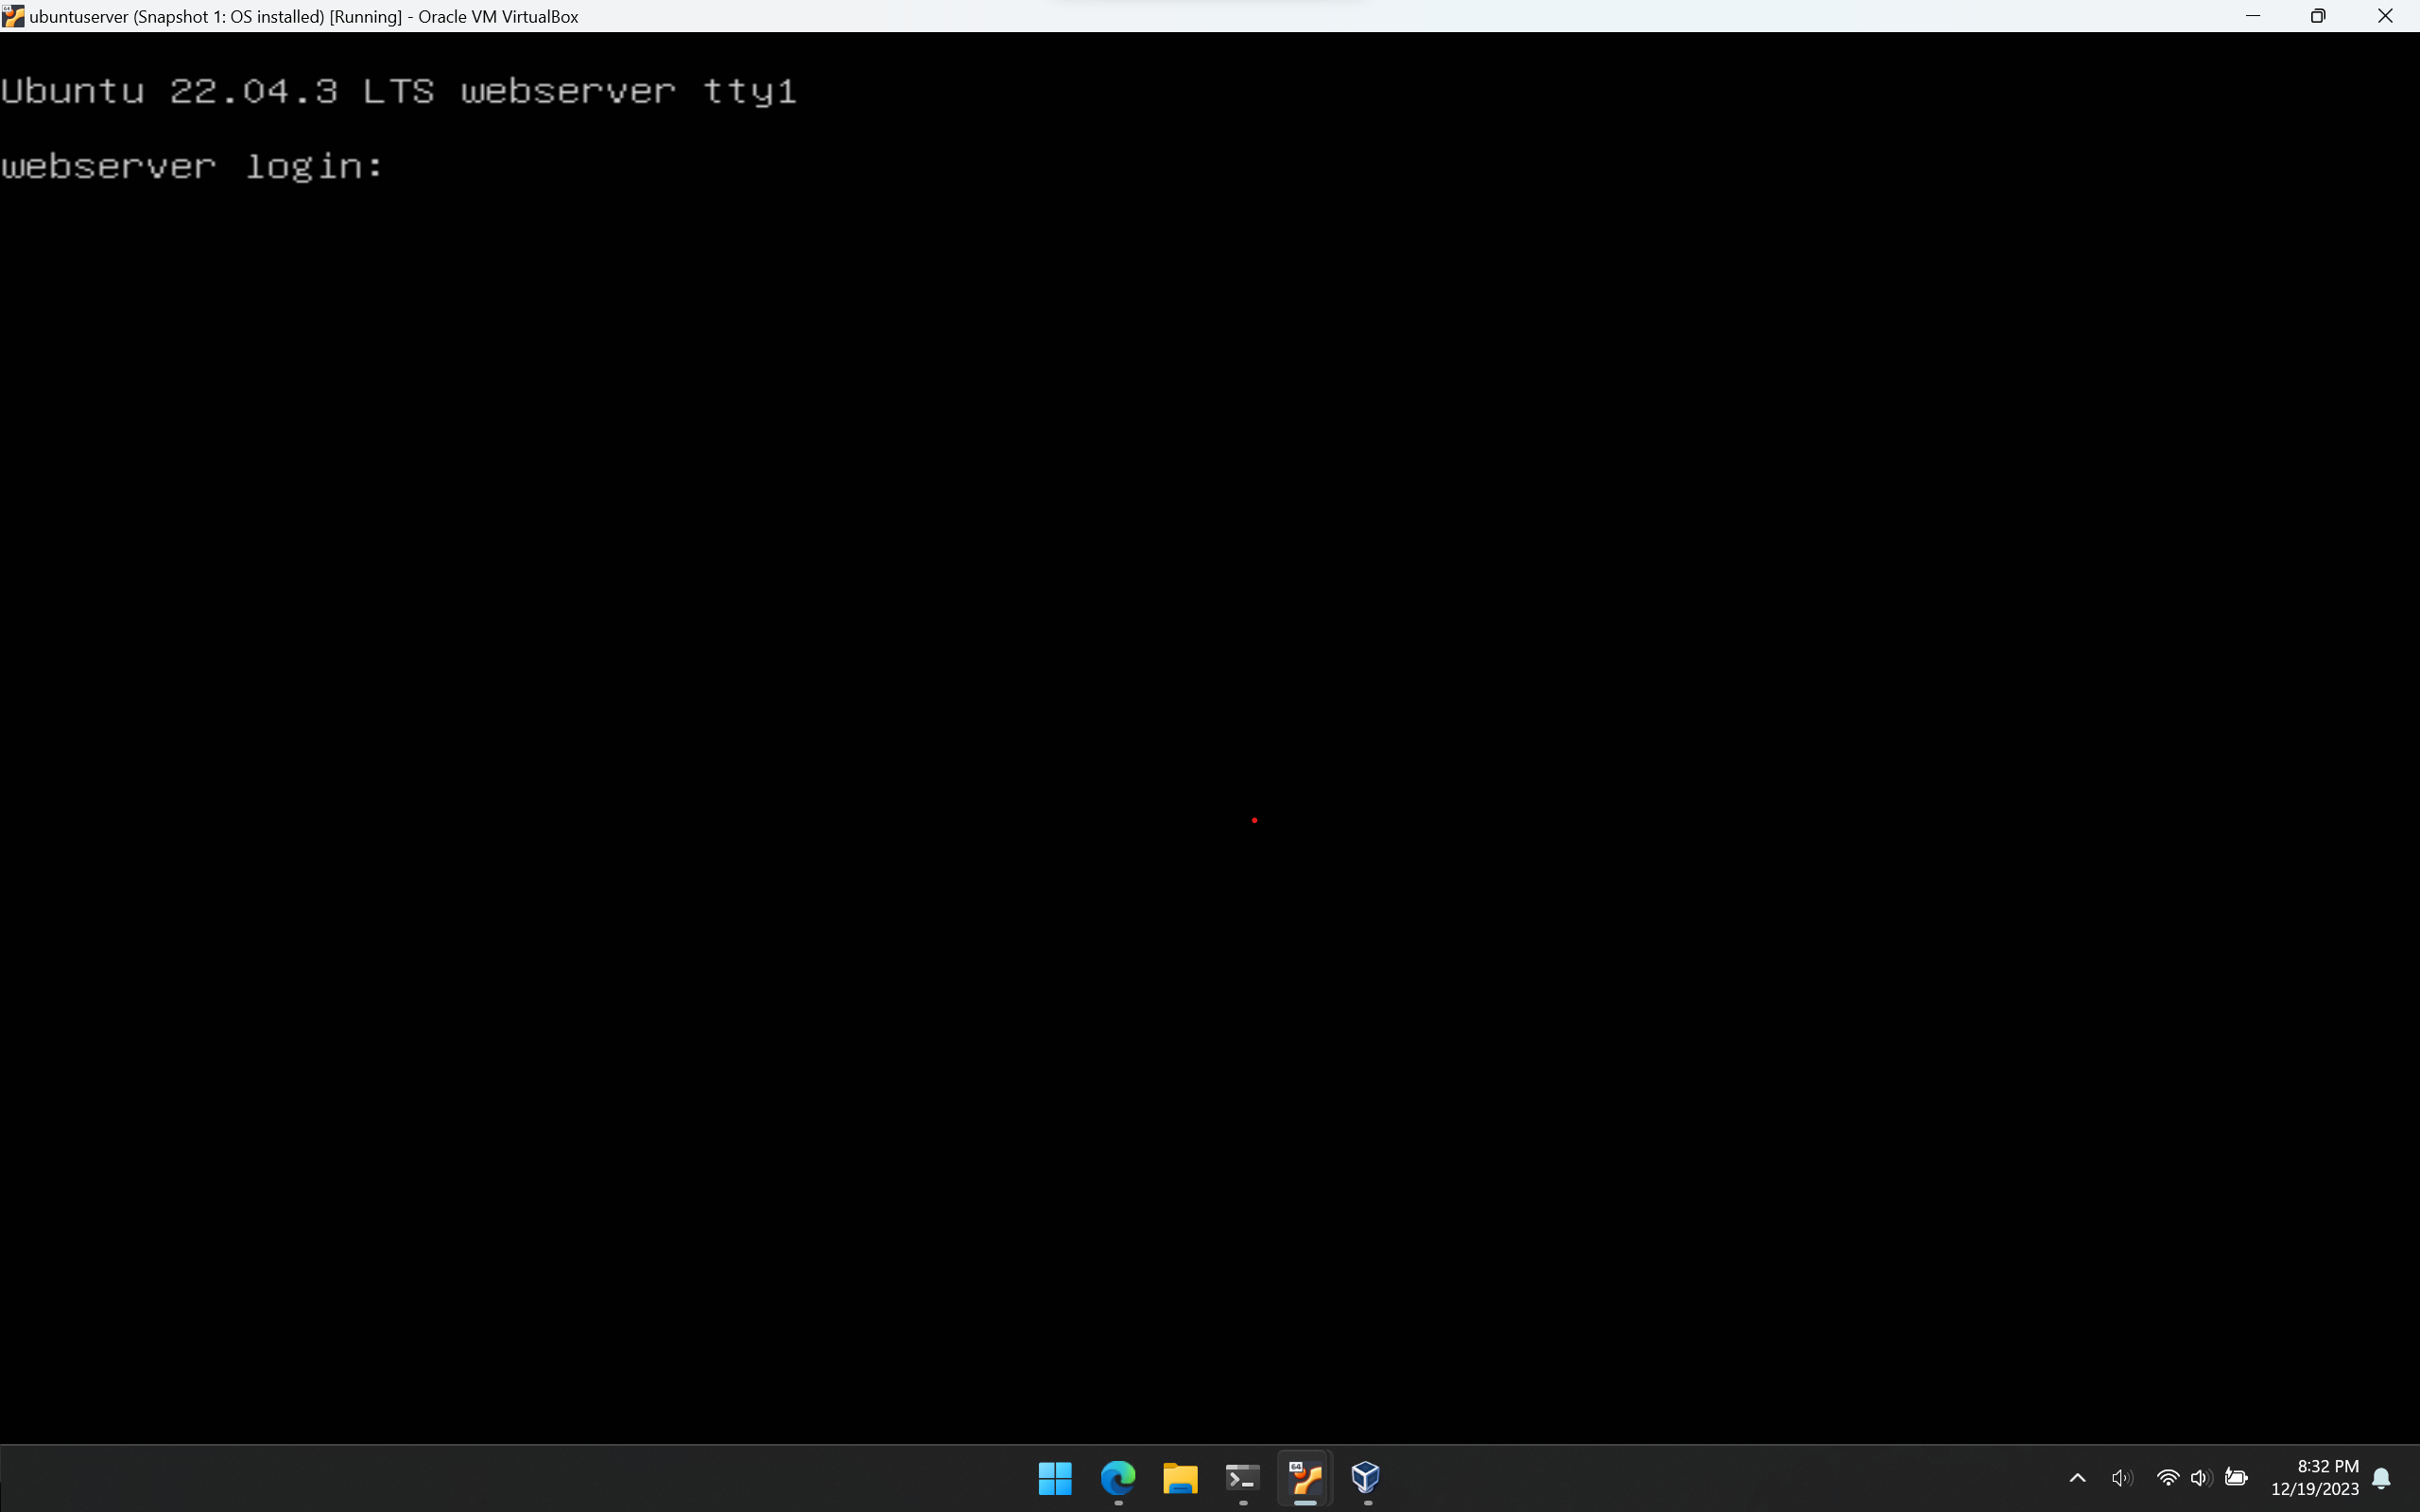 ubuntuserver (Snapshot 1: OS installed) [Running] - Oracle VM VirtualBox
Ubuntu 22.04.3 LTS webserver tty1
webserver login:
64
8:32 PM
12/19/2023